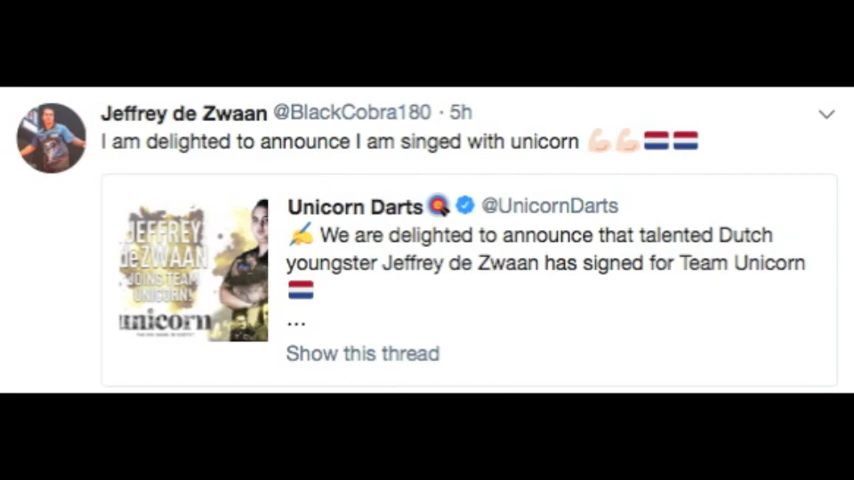 Jeffrey de Zwaan @BlackCobra180 · 5h
I am delighted to announce I am singed with unicorn 💪🏻💪🏻🇳🇱🇳🇱
Unicorn Darts @UnicornDarts
✍️ We are delighted to announce that talented Dutch
youngster Jeffrey de Zwaan has signed for Team Unicorn
🇳🇱
...
Show this thread
JEFFREY
de ZWAAN
JOINS TEAM
UNICORN!
unicorn